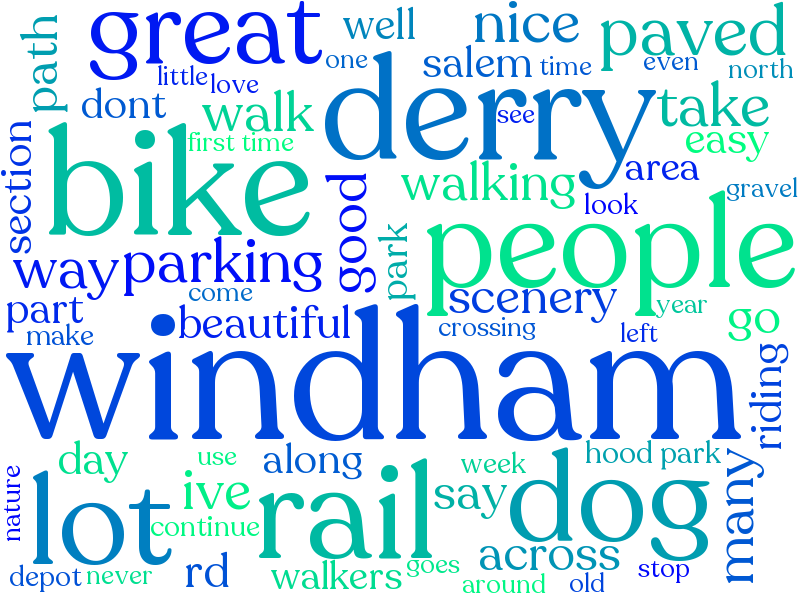 great
well
nice
paved
path
little
love
one
salem
time
even
north
dont
walk
derry
see
take
first time
easy
section
bike
good
walking
area
look
gravel
way
parking
park
people
come
scenery
year
part
make
beautiful
crossing
left
go
windham
riding
day
use
along
week
hood park
nature
lot
ive
rail
say
dog
many
continue
across
depot
never
rd
walkers
goes
around
old
stop